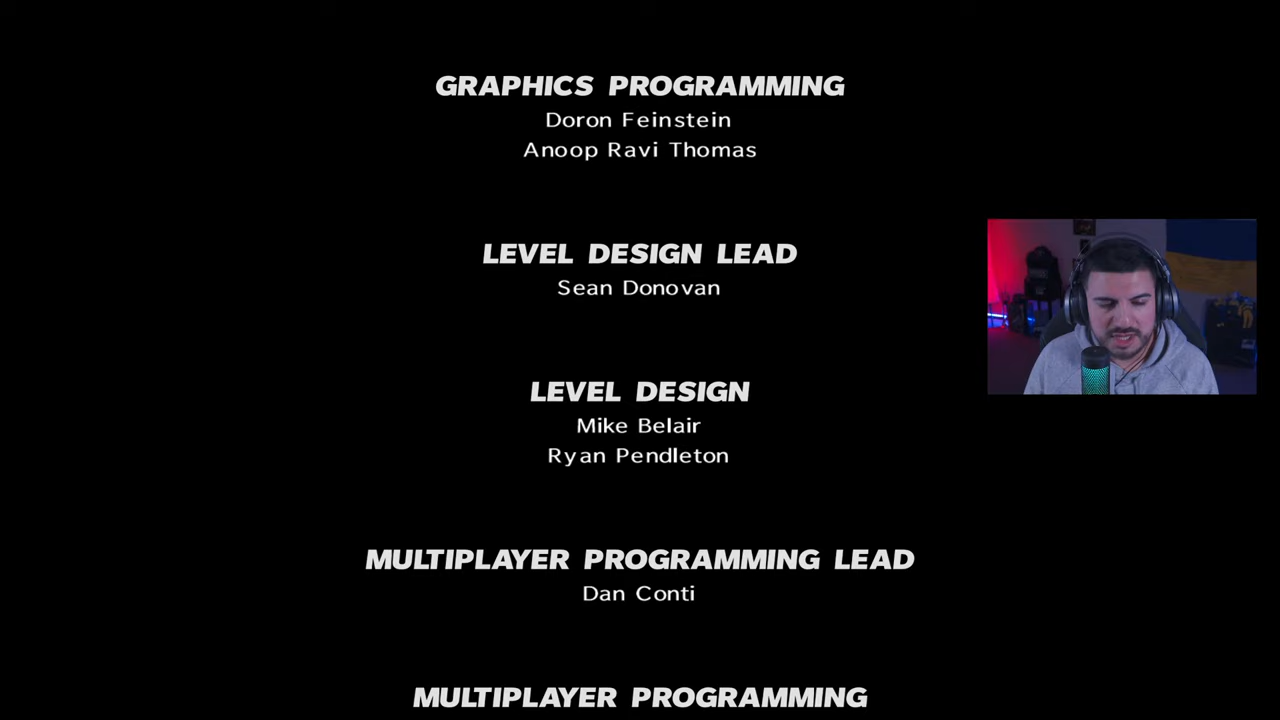 GRAPHICS PROGRAMMING
Doron Feinstein
Anoop Ravi Thomas
LEVEL DESIGN LEAD
Sean Donovan
LEVEL DESIGN
Mike Belair
Ryan Pendleton
MULTIPLAYER PROGRAMMING LEAD
Dan Conti
MULTIPLAYER PROGRAMMING